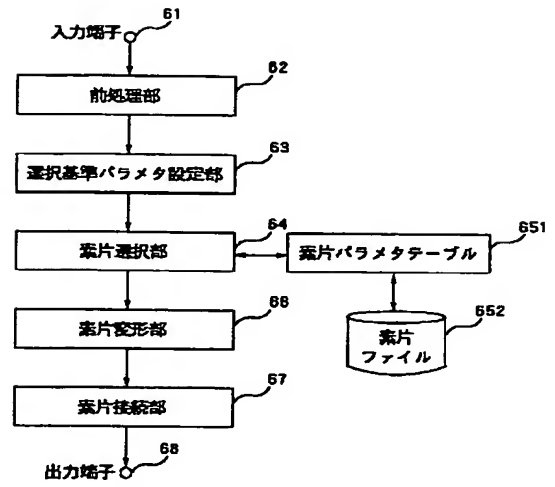 入力端子 61
62
前処理部
63
選択基準パラメタ設定部
64
素片選択部
651
素片パラメタテーブル
66
素片変形部
652
素片
ファイル
67
素片接続部
出力端子 68